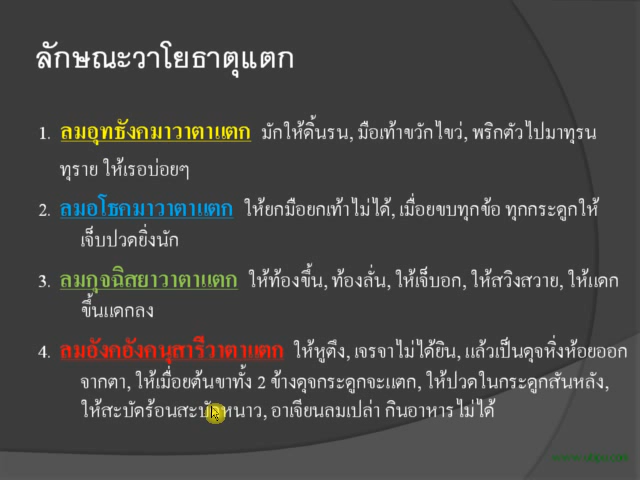 ลักษณะวาโยธาตุแตก
1. ลมอุทธังคมาวาตาแตก มักให้ดิ้นรน, มือเท้าขวักไขว่, พริกตัวไปมาทุรน
ทุราย ให้เรอบ่อยๆ
2. ลมอโธคมาวาตาแตก ให้ยกมือยกเท้าไม่ได้, เมื่อยขบทุกข้อ ทุกกระดูกให้
เจ็บปวดยิ่งนัก
3. ลมกุจฉิสยาวาตาแตก ให้ท้องขึ้น, ท้องลั่น, ให้เจ็บอก, ให้สวิงสวาย, ให้แดก
ขึ้นแดกลง
4. ลมอังคอังคนุสารีวาตาแตก ให้หูตึง, เจรจาไม่ได้ยิน, แล้วเป็นดุจหิ่งห้อยออก
จากตา, ให้เมื่อยต้นขาทั้ง 2 ข้างดุจกระดูกจะแตก, ให้ปวดในกระดูกสันหลัง,
ให้สะบัดร้อนสะบัดหนาว, อาเจียนลมเปล่า กินอาหารไม่ได้